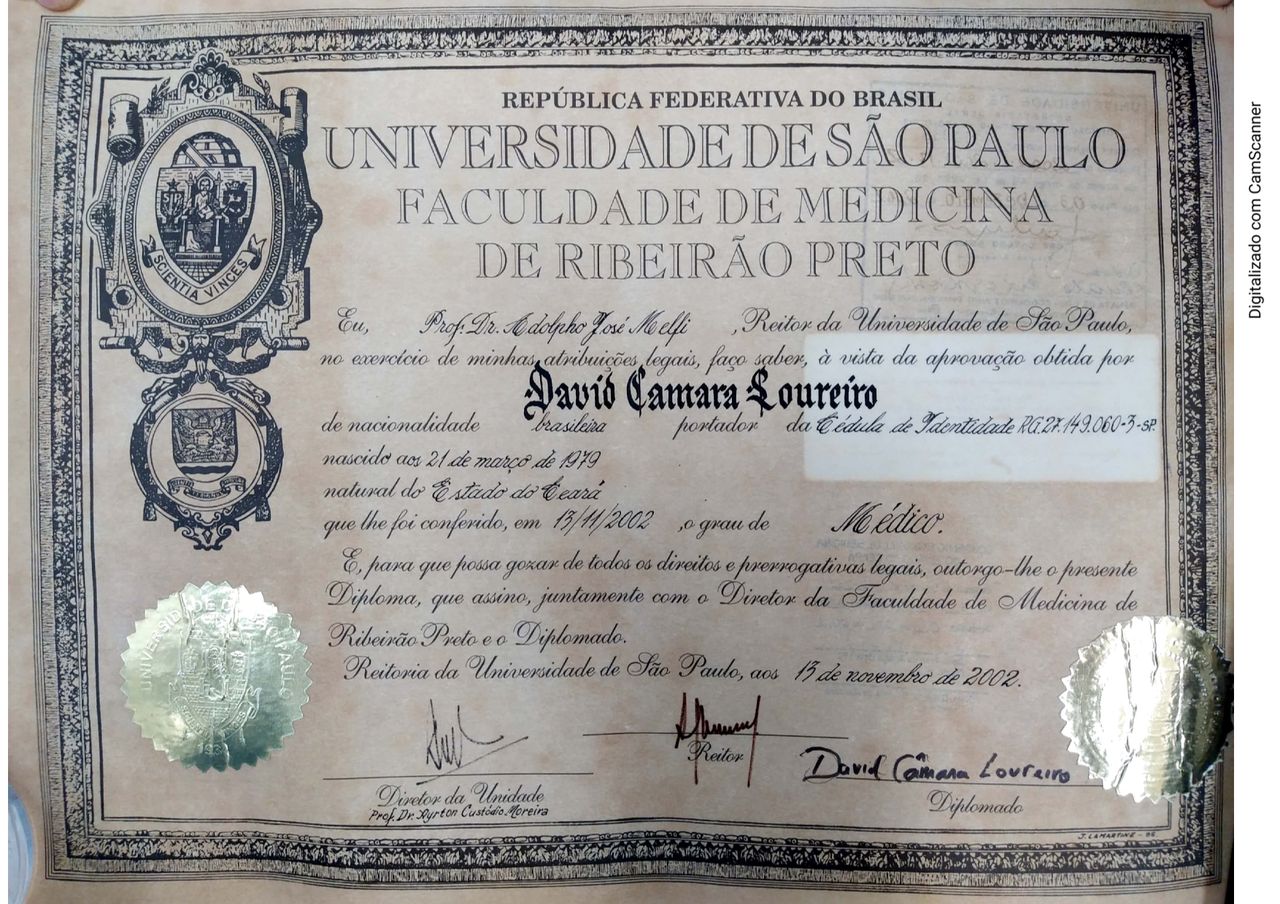 REPÚBLICA FEDERATIVA DO BRASIL
UNIVERSIDADE DE SÃO PAULO
FACULDADE DE MEDICINA
DE RIBEIRÃO PRETO
SCIENTIA VINCES
Eu, Prof. Dr. Adolpho José Melfi , Reitor da Universidade de São Paulo,
no exercício de minhas atribuições legais, faço saber, à vista da aprovação obtida por
David Camara Loureiro
de nacionalidade brasileira portador da Cédula de Identidade RG.27.149.060-3-SP.
nascido aos 21 de março de 1979
natural do Estado do Ceará
que lhe foi conferido, em 13/11/2002 ,o grau de Médico.
E, para que possa gozar de todos os direitos e prerrogativas legais, outorgo-lhe o presente
Diploma, que assino, juntamente com o Diretor da Faculdade de Medicina de
Ribeirão Preto e o Diplomado.
Reitoria da Universidade de São Paulo, aos 13 de novembro de 2002.
UNIVERSIDADE DE SÃO PAULO
Reitor
David Câmara Loureiro
Diretor da Unidade
Prof. Dr. Ayrton Custódio Moreira
Diplomado
J. LAMARTINE - 96
Digitalizado com CamScanner